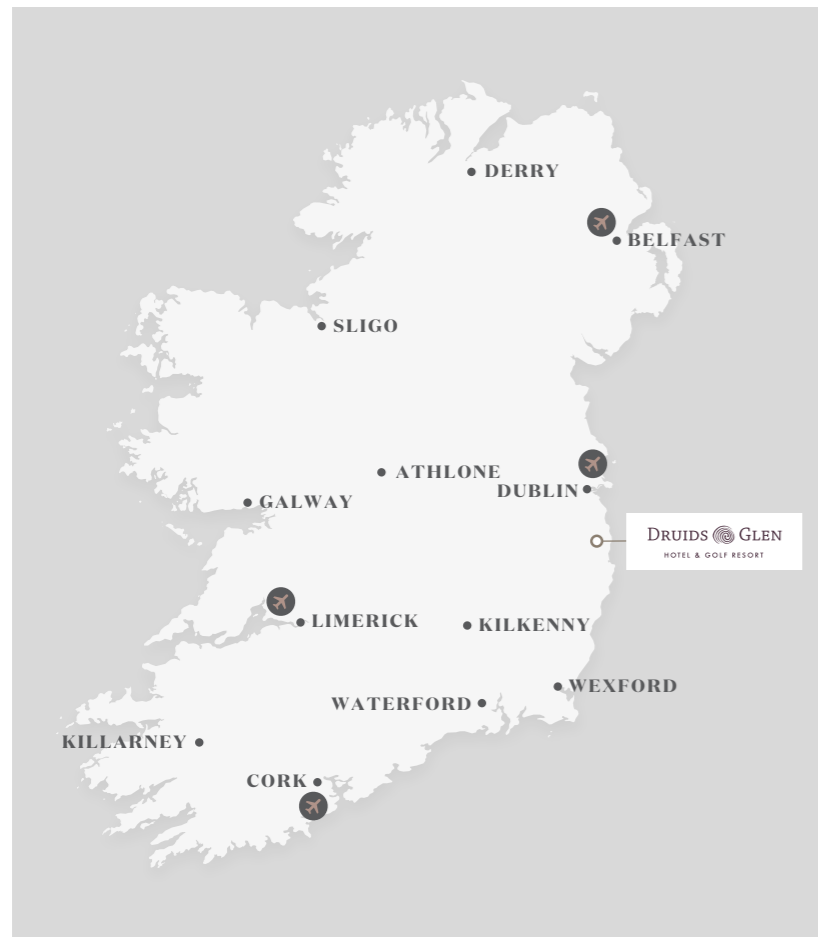 DERRY
BELFAST
SLIGO
ATHLONE
DUBLIN
GALWAY
DRUIDS GLEN
HOTEL & GOLF RESORT
LIMERICK
KILKENNY
WEXFORD
WATERFORD
KILLARNEY
CORK